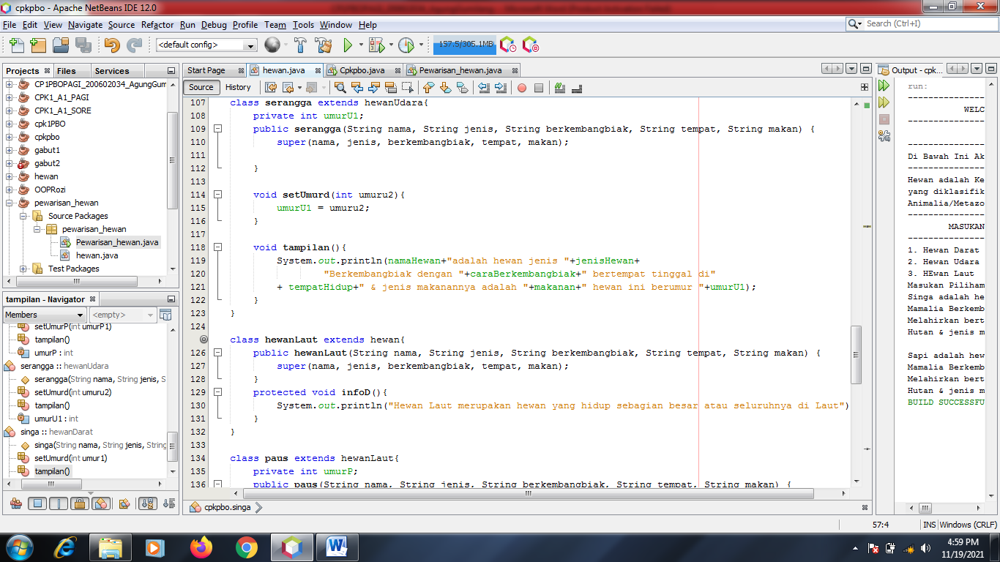 cpkpbo - Apache NetBeans IDE 12.0
File Edit View Navigate Source Refactor Run Debug Profile Team Tools Window Help
Search (Ctrl+I)
<default config>
157.5/305.1MB
Projects Files Services
Start Page hewan.java Cpkpbo.java Pewarisan_hewan.java
Output - cpk...
Source History
CP1PBOPAGI_200602034_AgungGum
CPK1_A1_PAGI
CPK1_A1_SORE
cpk1PBO
cpkpbo
gabut1
gabut2
hewan
OOPRozi
pewarisan_hewan
Source Packages
pewarisan_hewan
Pewarisan_hewan.java
hewan.java
Test Packages
tampilan - Navigator
Members <empty>
setUmurP(int umurP1)
tampilan()
umurP : int
serangga :: hewanUdara
serangga(String nama, String jenis, S
setUmurd(int umuru2)
tampilan()
umurU1 : int
singa :: hewanDarat
singa(String nama, String jenis, String
setUmurd(int umur1)
tampilan()
107 class serangga extends hewanUdara{
108 private int umurU1;
109 public serangga(String nama, String jenis, String berkembangbiak, String tempat, String makan) {
110 super(nama, jenis, berkembangbiak, tempat, makan);
111
112 }
113
114 void setUmurd(int umuru2){
115 umurU1 = umuru2;
116 }
117
118 void tampilan(){
119 System.out.println(namaHewan+"adalah hewan jenis "+jenisHewan+
120 "Berkembangbiak dengan "+caraBerkembangbiak+" bertempat tinggal di"
121 + tempatHidup+" & jenis makanannya adalah "+makanan+" hewan ini berumur "+umurU1);
122 }
123 }
124
class hewanLaut extends hewan{
126 public hewanLaut(String nama, String jenis, String berkembangbiak, String tempat, String makan) {
127 super(nama, jenis, berkembangbiak, tempat, makan);
128 }
129 protected void infoD(){
130 System.out.println("Hewan Laut merupakan hewan yang hidup sebagian besar atau seluruhnya di Laut")
131 }
132 }
133
134 class paus extends hewanLaut{
135 private int umurP;
136 public paus(String nama, String jenis, String berkembangbiak, String tempat, String makan) {
cpkpbo.singa
run:
---------------
WELC
---------------
---------------
Di Bawah Ini Ak
---------------
Hewan adalah Ke
yang diklasifik
Animalia/Metazo
---------------
MASUKAN
---------------
1. Hewan Darat
2. Hewan Udara
3. HEwan Laut
Masukan Piliham
Singa adalah he
Mamalia Berkemb
Melahirkan bert
Hutan & jenis m
Sapi adalah hew
Mamalia Berkemb
Melahirkan bert
Hutan & jenis m
BUILD SUCCESSFU
57:4 INS Windows (CRLF)
4:59 PM
11/19/2021